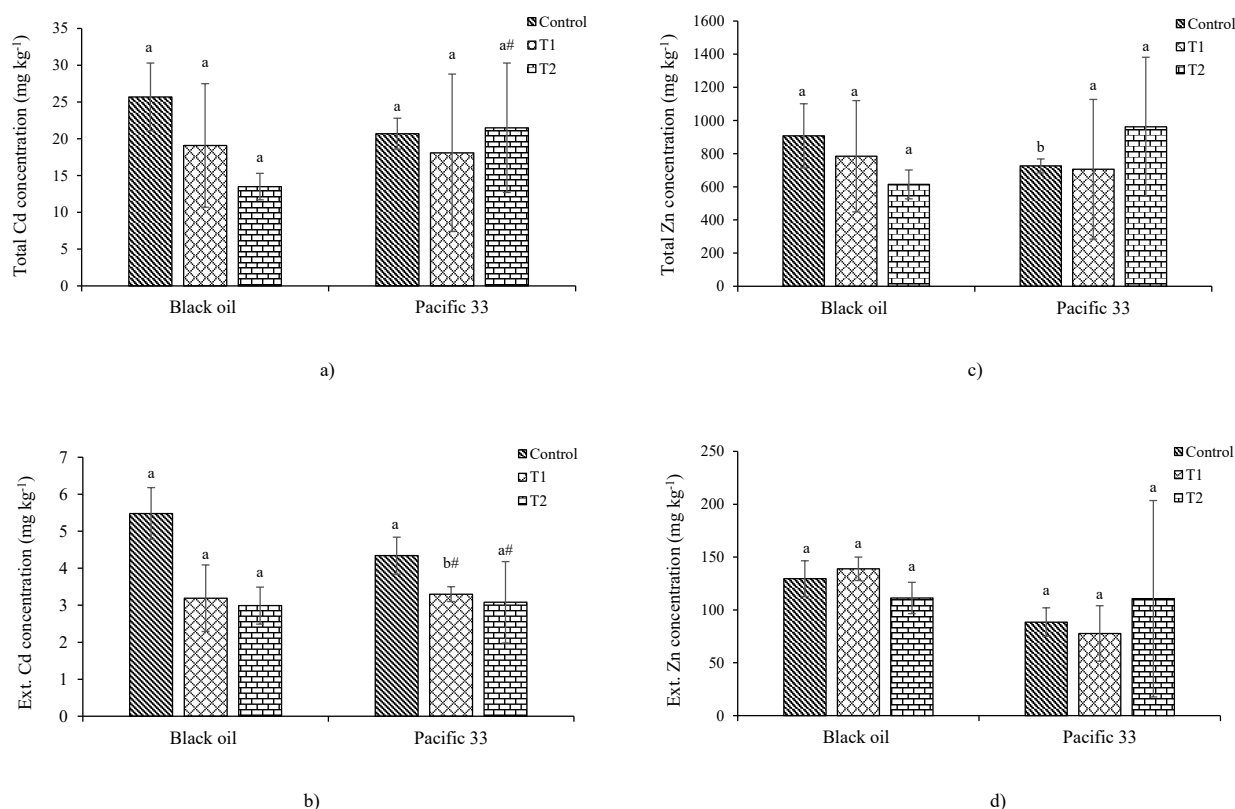 Total Cd concentration (mg kg⁻¹)
35
30
25
20
15
10
5
0
a
a
a
a
a
a#
Control
T1
T2
Black oil
Pacific 33
a)
Total Zn concentration (mg kg⁻¹)
1600
1400
1200
1000
800
600
400
200
0
a
a
a
b
a
a
Control
T1
T2
Black oil
Pacific 33
c)
Ext. Cd concentration (mg kg⁻¹)
7
6
5
4
3
2
1
0
a
a
a
a
b#
a#
Control
T1
T2
Black oil
Pacific 33
b)
Ext. Zn concentration (mg kg⁻¹)
250
200
150
100
50
0
a
a
a
a
a
a
Control
T1
T2
Black oil
Pacific 33
d)